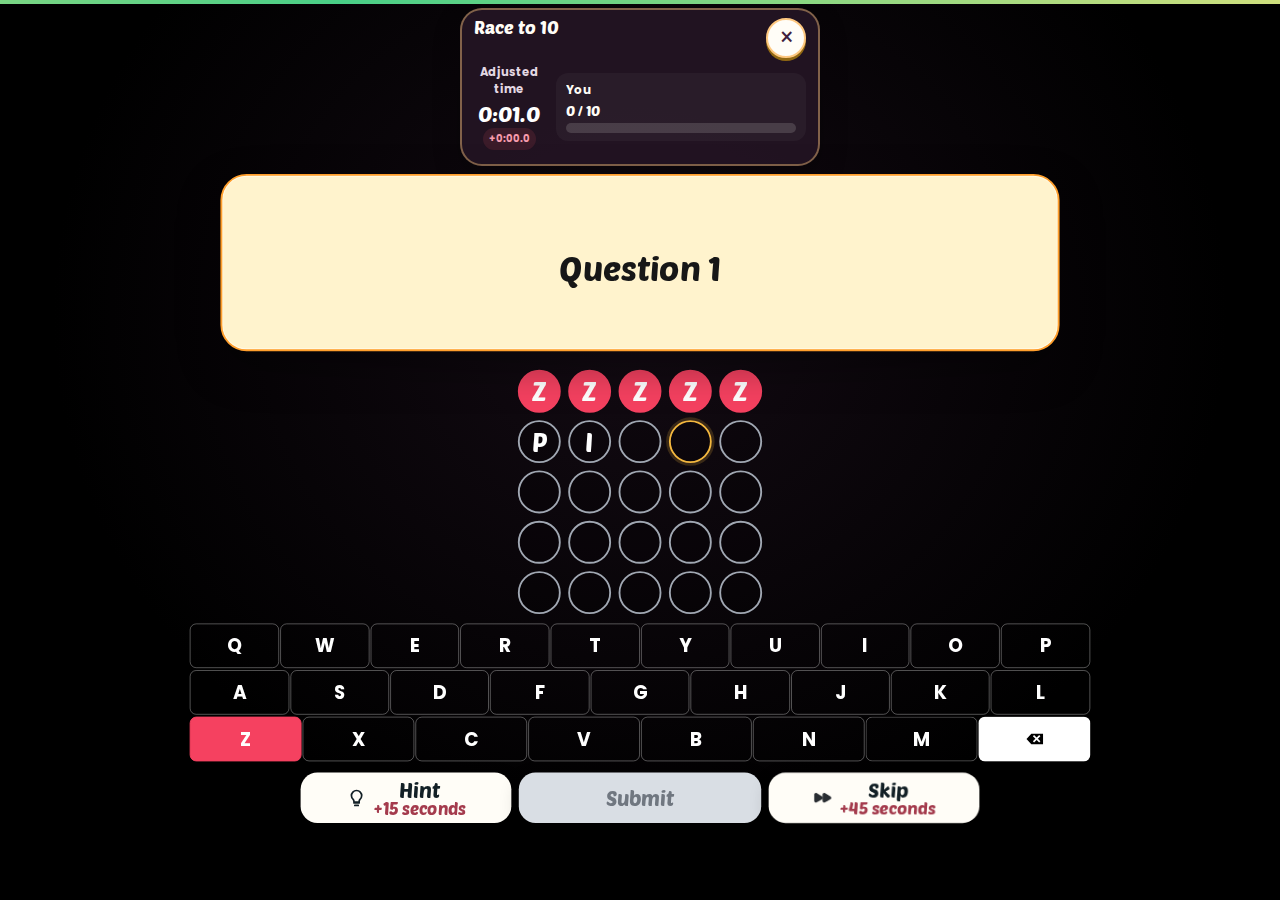 Race to 10
×
Adjusted
time
0:01.0
+0:00.0
You
0 / 10
Question 1
Z Z Z Z Z
P I
Q W E R T Y U I O P
A S D F G H J K L
Z X C V B N M
Hint
+15 seconds
Submit
Skip
+45 seconds